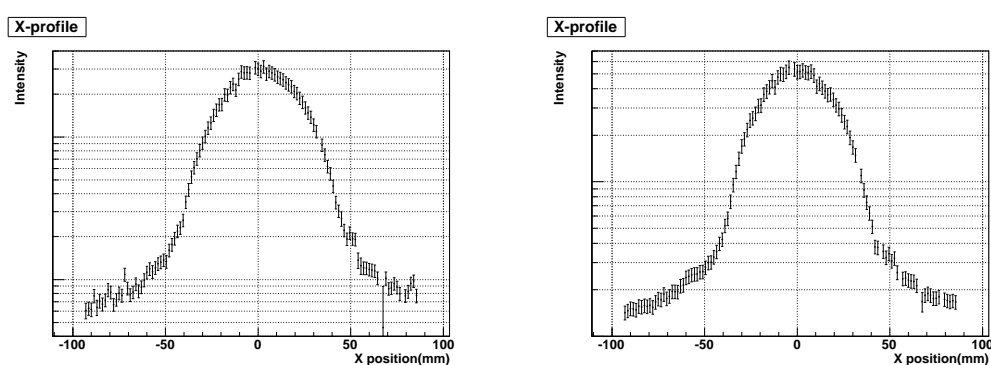 X-profile
Intensity
-100 -50 0 50 100
X position(mm)
X-profile
Intensity
-100 -50 0 50 100
X position(mm)